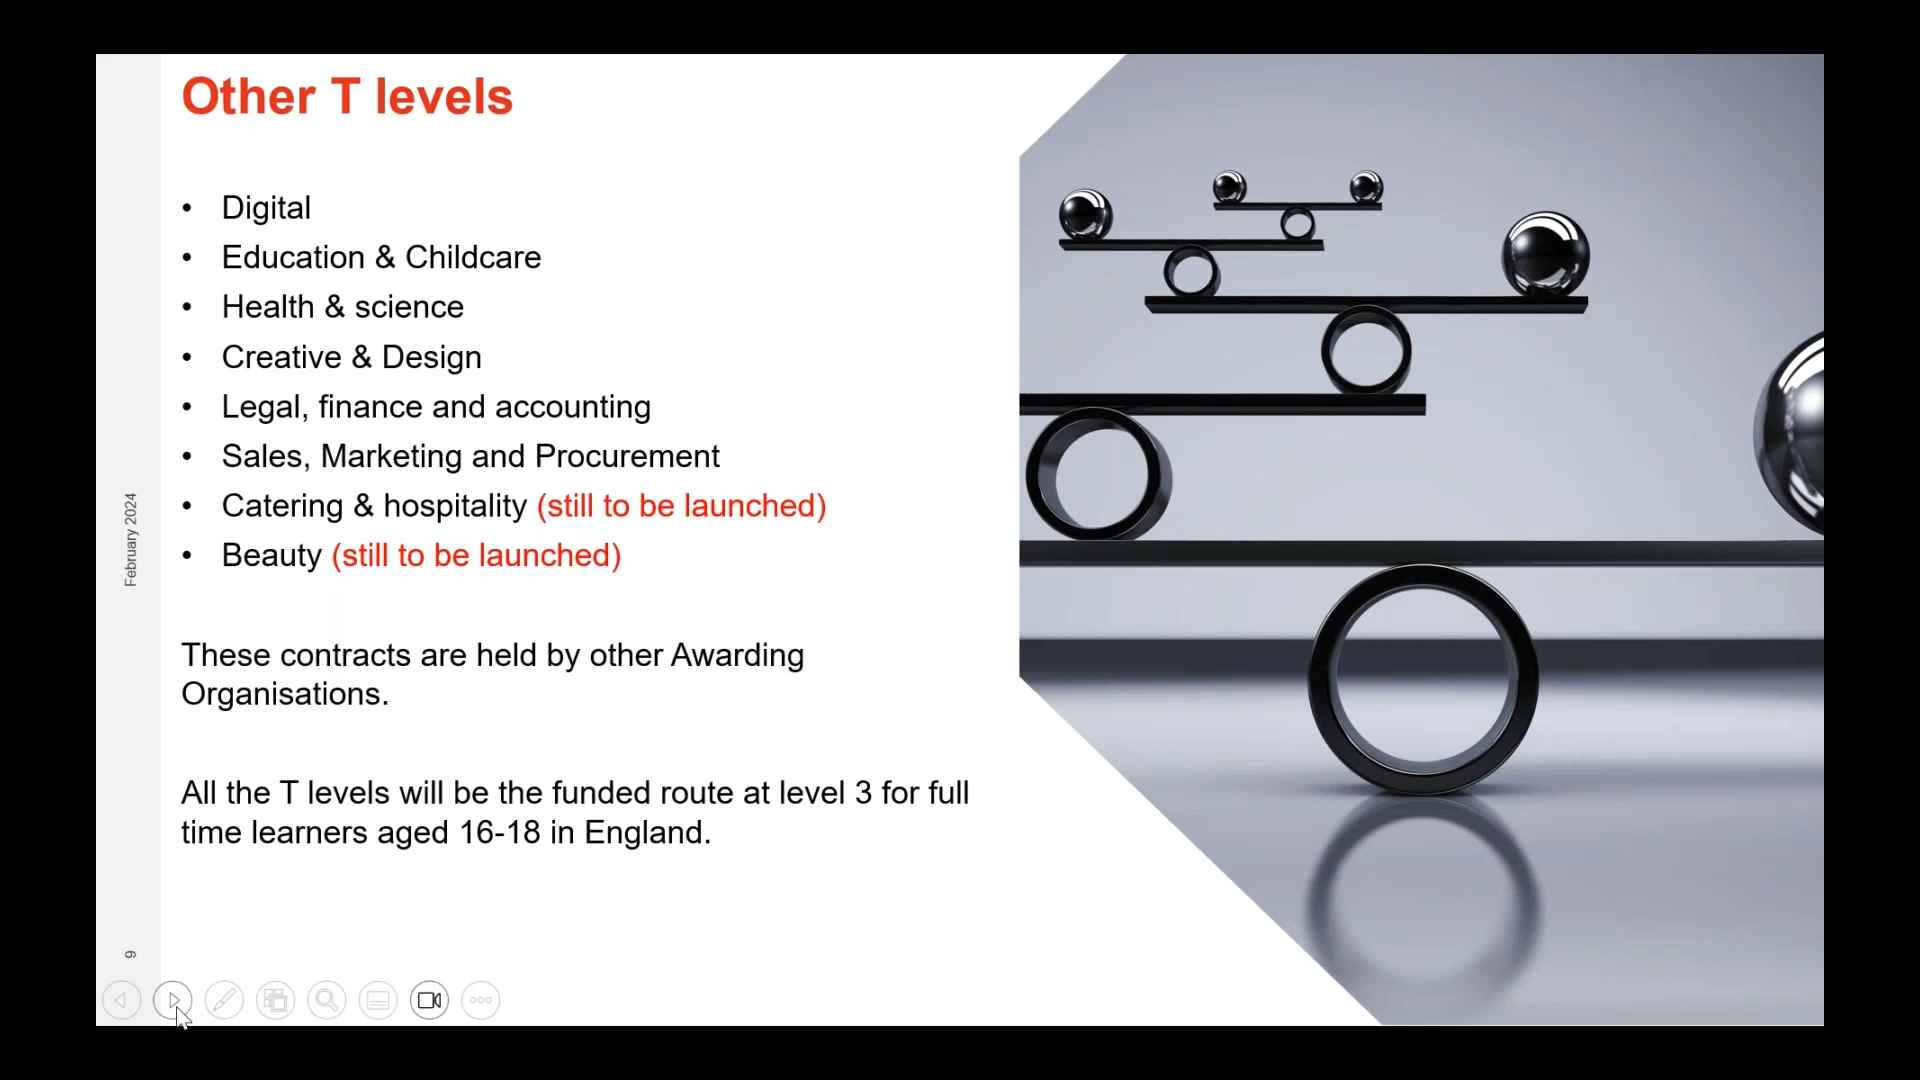 Other T levels
• Digital
• Education & Childcare
• Health & science
• Creative & Design
• Legal, finance and accounting
• Sales, Marketing and Procurement
• Catering & hospitality (still to be launched)
• Beauty (still to be launched)
These contracts are held by other Awarding
Organisations.
All the T levels will be the funded route at level 3 for full
time learners aged 16-18 in England.
February 2024
9